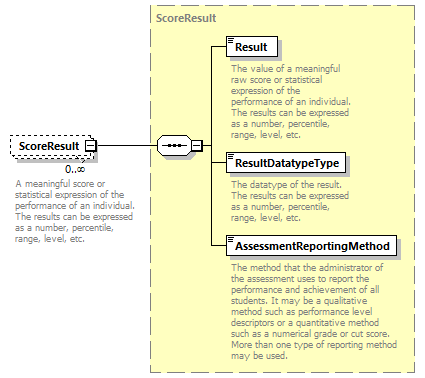 ScoreResult
Result
The value of a meaningful
raw score or statistical
expression of the
performance of an individual.
The results can be expressed
as a number, percentile,
range, level, etc.
ScoreResult
0..∞
A meaningful score or
statistical expression of the
performance of an individual.
The results can be expressed
as a number, percentile,
range, level, etc.
ResultDatatypeType
The datatype of the result.
The results can be expressed
as a number, percentile,
range, level, etc.
AssessmentReportingMethod
The method that the administrator of
the assessment uses to report the
performance and achievement of all
students. It may be a qualitative
method such as performance level
descriptors or a quantitative method
such as a numerical grade or cut score.
More than one type of reporting method
may be used.